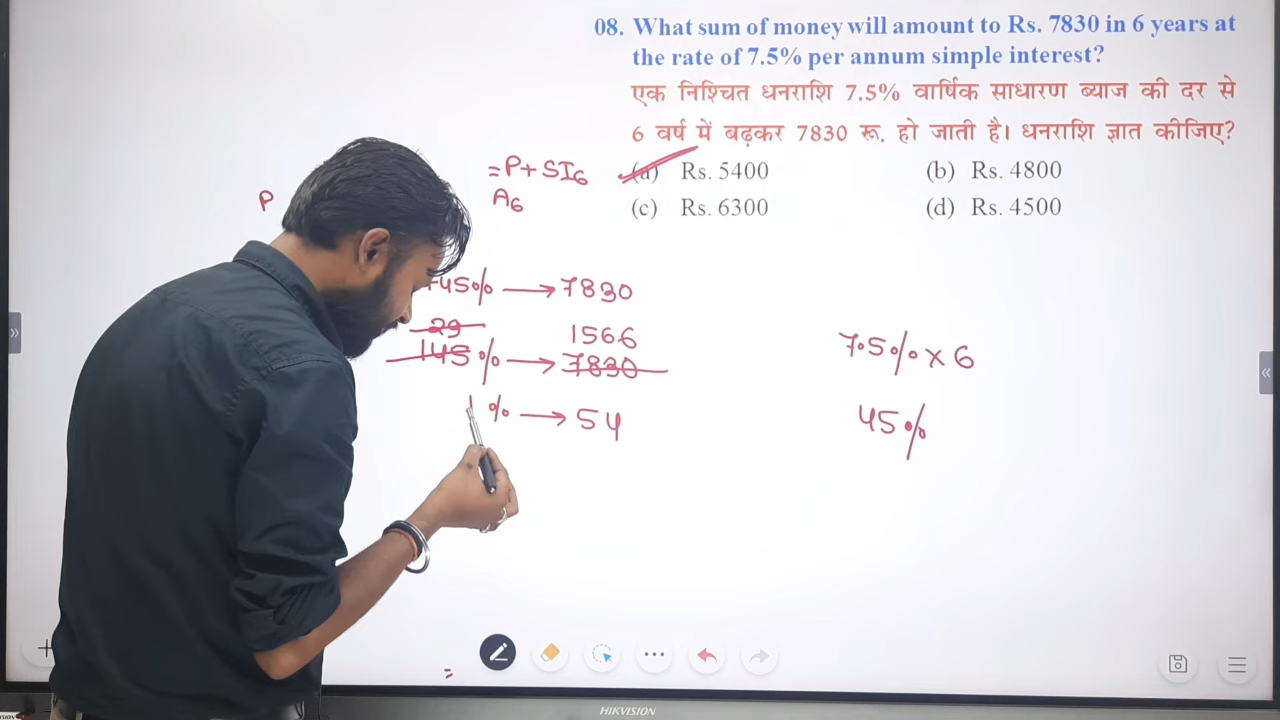 08. What sum of money will amount to Rs. 7830 in 6 years at
the rate of 7.5% per annum simple interest?
एक निश्चित धनराशि 7.5% वार्षिक साधारण ब्याज की दर से
6 वर्ष में बढ़कर 7830 रू. हो जाती है। धनराशि ज्ञात कीजिए?
(a) Rs. 5400 (b) Rs. 4800
(c) Rs. 6300 (d) Rs. 4500
= P + SI6
P A6
45% → 7830
29 1566
145% → 7830
1% → 54
7.5% × 6
45%
=
HIKVISION